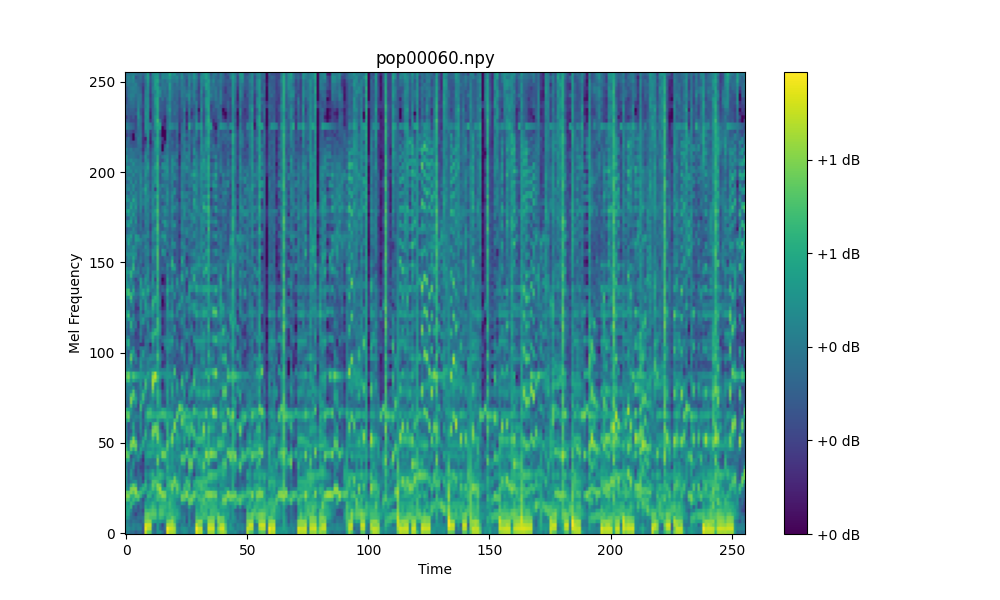 pop00060.npy
250
200
150
100
50
0
Mel Frequency
0 50 100 150 200 250
Time
+1 dB
+1 dB
+0 dB
+0 dB
+0 dB